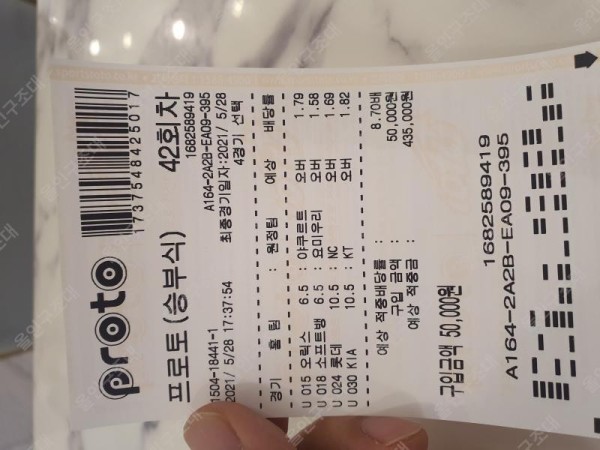 1737548425017
proto
프로토(승부식) 42회차
1504-18441-1 1682589419
2021/ 5/28 17:37:54 A164-2A2B-EA09-395
최종경기일자:2021/ 5/28
4경기 선택
경기 홈 팀 : 원정팀 예상 배당률
U 015 오릭스 6.5 : 야쿠르트 오버 1.79
U 018 소프트뱅 6.5 : 요미우리 오버 1.58
U 024 롯데 10.5 : NC 오버 1.69
U 030 KIA 10.5 : KT 오버 1.82
예상 적중배당률 : 8.70배
구입 금액 : 50,000원
예상 적중금 : 435,000원
구입금액 50,000원
1682589419
A164-2A2B-EA09-395